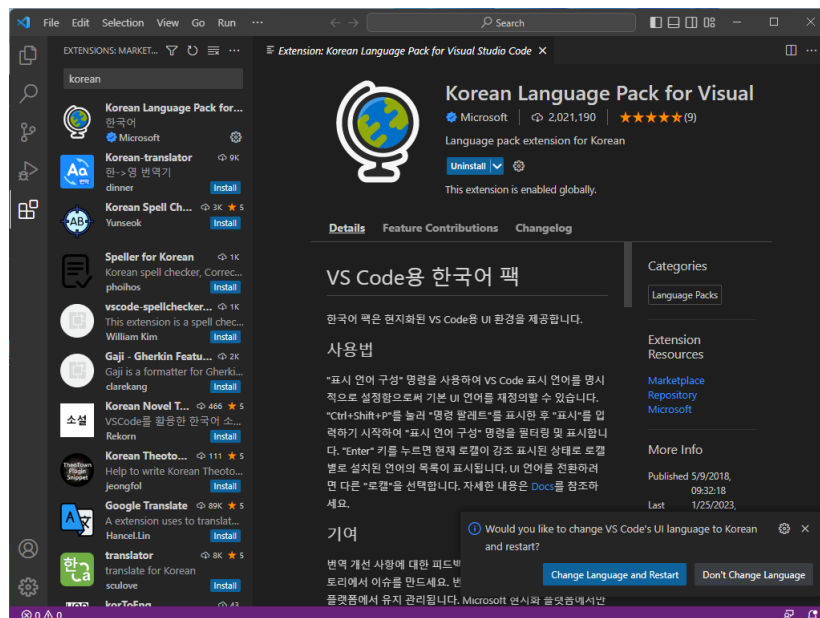 File Edit Selection View Go Run ···
Search
EXTENSIONS: MARKET...
korean
Korean Language Pack for...
한국어
Microsoft
Korean-translator 9K
한->영 번역기
dinner Install
Korean Spell Ch... 3K ★ 5
Yunseok Install
Speller for Korean 1K
Korean spell checker, Correc...
phoihos Install
vscode-spellchecker... 1K
This extension is a spell chec...
William Kim Install
Gaji - Gherkin Featu... 2K
Gaji is a formatter for Gherki...
clarekang Install
소설
Korean Novel T... 466 ★ 5
VSCode를 활용한 한국어 소...
Rekorn Install
TheoTown
Plugin
Snippet
Korean Theoto... 111 ★ 5
Help to write Korean Theoto...
jeongfol Install
Google Translate 89K ★ 5
A extension uses to translat...
Hancel.Lin Install
한a
translator 8K ★ 5
translate for Korean
sculove Install
korToEng 43
0 0
Extension: Korean Language Pack for Visual Studio Code
Korean Language Pack for Visual
Microsoft 2,021,190 ★★★★★(9)
Language pack extension for Korean
Uninstall
This extension is enabled globally.
Details Feature Contributions Changelog
VS Code용 한국어 팩
한국어 팩은 현지화된 VS Code용 UI 환경을 제공합니다.
사용법
"표시 언어 구성" 명령을 사용하여 VS Code 표시 언어를 명시
적으로 설정함으로써 기본 UI 언어를 재정의할 수 있습니다.
"Ctrl+Shift+P"를 눌러 "명령 팔레트"를 표시한 후 "표시"를 입
력하기 시작하여 "표시 언어 구성" 명령을 필터링 및 표시합니
다. "Enter" 키를 누르면 현재 로캘이 강조 표시된 상태로 로캘
별로 설치된 언어의 목록이 표시됩니다. UI 언어를 전환하려
면 다른 "로캘"을 선택합니다. 자세한 내용은 Docs를 참조하
세요.
기여
번역 개선 사항에 대한 피드백
토리에서 이슈를 만드세요. 번
플랫폼에서 유지 관리됩니다. Microsoft 현지화 플랫폼에서만
Categories
Language Packs
Extension
Resources
Marketplace
Repository
Microsoft
More Info
Published 5/9/2018,
09:32:18
Last 1/25/2023,
Would you like to change VS Code's UI language to Korean
and restart?
Change Language and Restart Don't Change Language